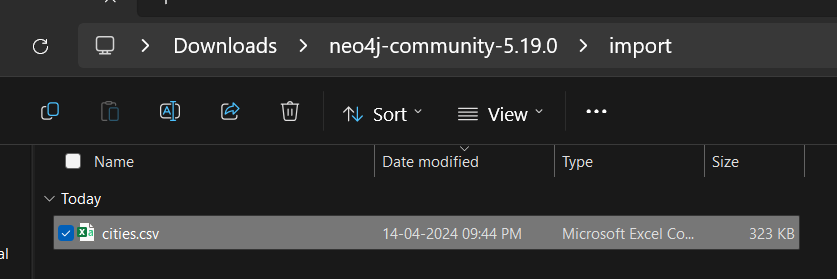 Downloads > neo4j-community-5.19.0 > import
Sort View
Name Date modified Type Size
Today
cities.csv 14-04-2024 09:44 PM Microsoft Excel Co... 323 KB
al